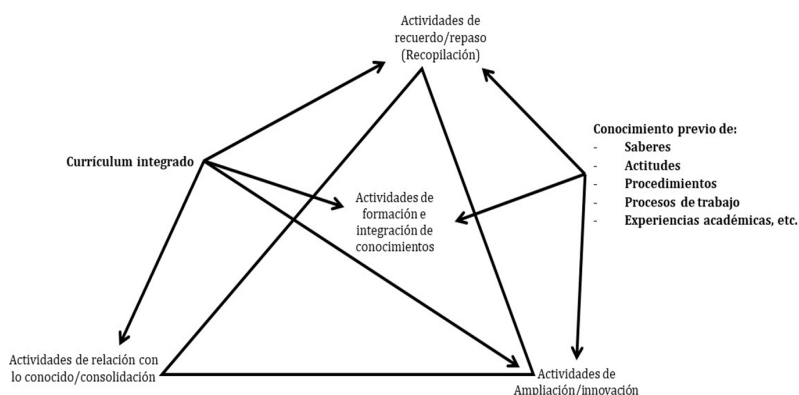 Actividades de
recuerdo/repaso
(Recopilación)
Conocimiento previo de:
- Saberes
- Actitudes
- Procedimientos
- Procesos de trabajo
- Experiencias académicas, etc.
Currículum integrado
Actividades de
formación e
integración de
conocimientos
Actividades de relación con
lo conocido/consolidación
Actividades de
Ampliación/innovación